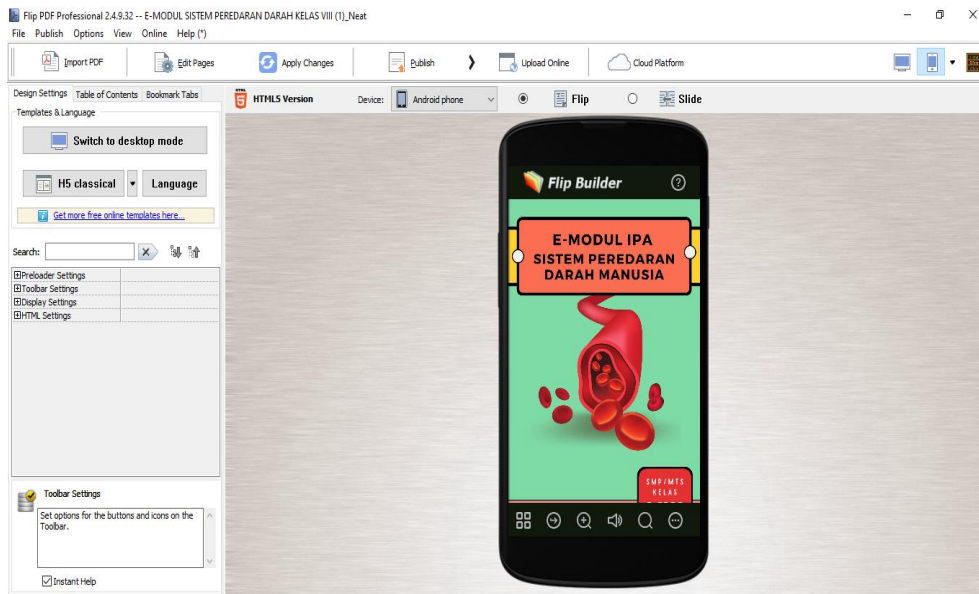 Flip PDF Professional 2.4.9.32 -- E-MODUL SISTEM PEREDARAN DARAH KELAS VIII (1)_Neat
File Publish Options View Online Help (*)
Import PDF Edit Pages Apply Changes Publish Upload Online Cloud Platform
Design Settings Table of Contents Bookmark Tabs
HTML5 Version Device: Android phone Flip Slide
Templates & Language
Switch to desktop mode
H5 classical Language
Get more free online templates here...
Search:
Preloader Settings
Toolbar Settings
Display Settings
HTML Settings
Toolbar Settings
Set options for the buttons and icons on the
Toolbar.
Instant Help
Flip Builder
E-MODUL IPA
SISTEM PEREDARAN
DARAH MANUSIA
SMP/MTS
KELAS